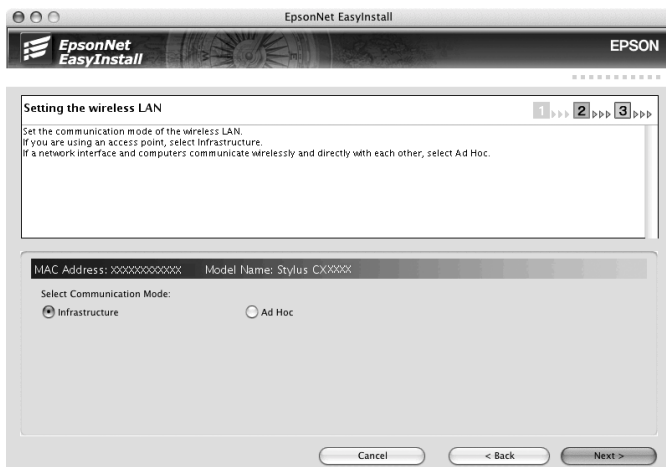 EpsonNet EasyInstall
EpsonNet
EasyInstall
EPSON
Setting the wireless LAN
1 2 3
Set the communication mode of the wireless LAN.
If you are using an access point, select Infrastructure.
If a network interface and computers communicate wirelessly and directly with each other, select Ad Hoc.
MAC Address: XXXXXXXXXXXX Model Name: Stylus CXXXXX
Select Communication Mode:
Infrastructure Ad Hoc
Cancel < Back Next >